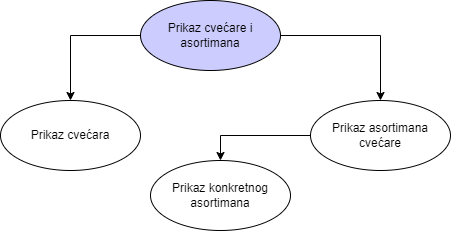 Prikaz cvećare i
asortimana
Prikaz cvećara
Prikaz asortimana
cvećare
Prikaz konkretnog
asortimana